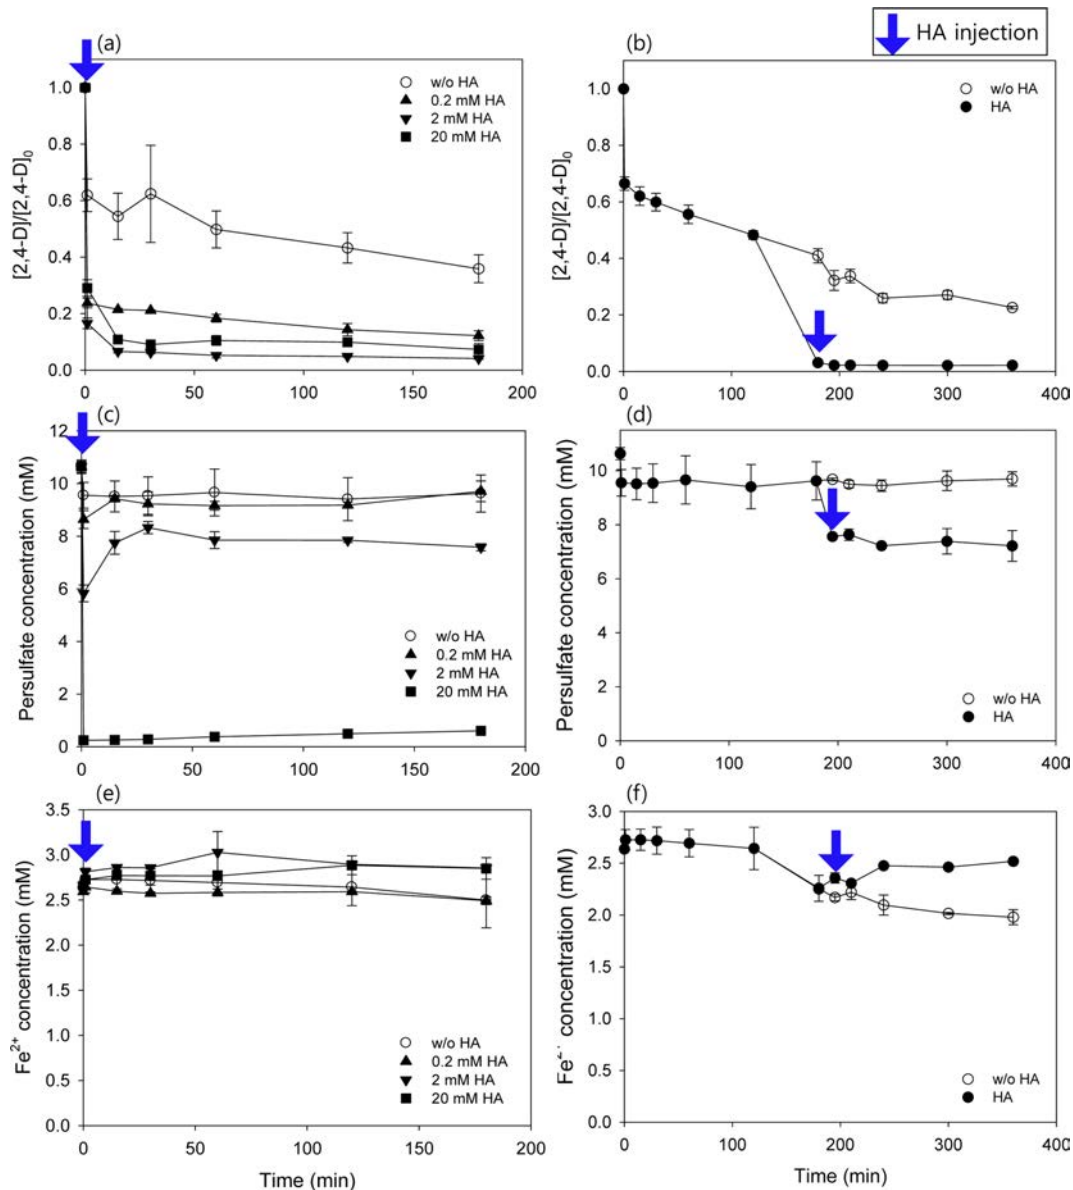 HA injection
(a)
w/o HA
0.2 mM HA
2 mM HA
20 mM HA
1.0
0.8
0.6
0.4
0.2
0.0
[2,4-D]/[2,4-D]0
0 50 100 150 200
(b)
w/o HA
HA
1.0
0.8
0.6
0.4
0.2
0.0
[2,4-D]/[2,4-D]0
0 100 200 300 400
(c)
12
10
8
6
4
2
0
Persulfate concentration (mM)
w/o HA
0.2 mM HA
2 mM HA
20 mM HA
0 50 100 150 200
(d)
10
8
6
4
2
0
Persulfate concentration (mM)
w/o HA
HA
0 100 200 300 400
(e)
3.5
3.0
2.5
2.0
1.5
1.0
0.5
0.0
Fe2+ concentration (mM)
w/o HA
0.2 mM HA
2 mM HA
20 mM HA
0 50 100 150 200
Time (min)
(f)
3.0
2.5
2.0
1.5
1.0
0.5
0.0
concentration (mM)
w/o HA
HA
0 100 200 300 400
Time (min)